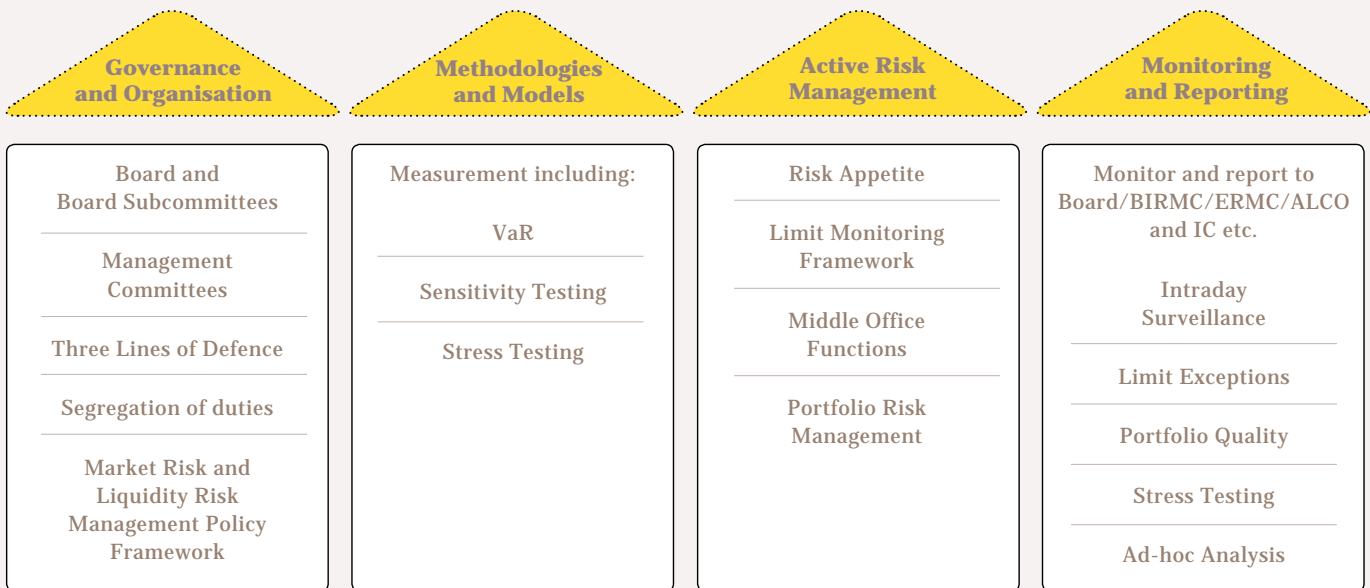 Governance
and Organisation
Board and
Board Subcommittees
Management
Committees
Three Lines of Defence
Segregation of duties
Market Risk and
Liquidity Risk
Management Policy
Framework
Methodologies
and Models
Measurement including:
VaR
Sensitivity Testing
Stress Testing
Active Risk
Management
Risk Appetite
Limit Monitoring
Framework
Middle Office
Functions
Portfolio Risk
Management
Monitoring
and Reporting
Monitor and report to
Board/BIRMC/ERMC/ALCO
and IC etc.
Intraday
Surveillance
Limit Exceptions
Portfolio Quality
Stress Testing
Ad-hoc Analysis